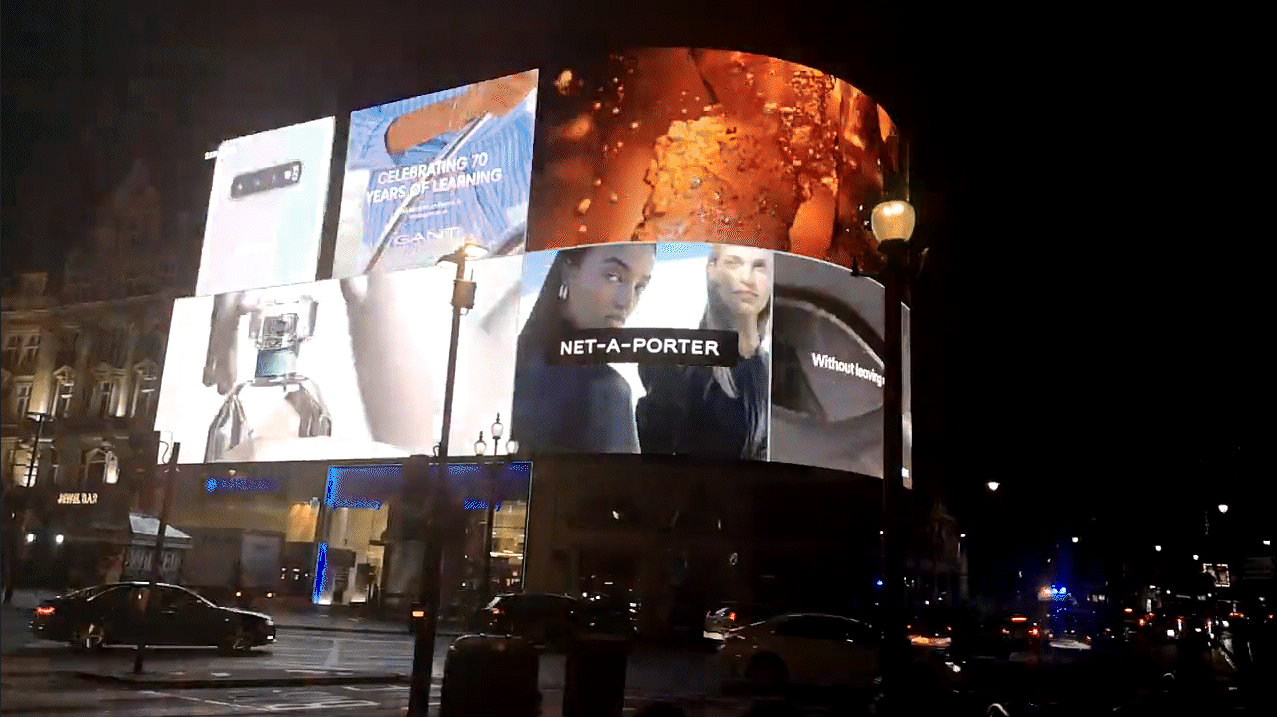 CELEBRATING 70
YEARS OF LEARNING
GANT
NET-A-PORTER
Without leaving
JEWEL BAR